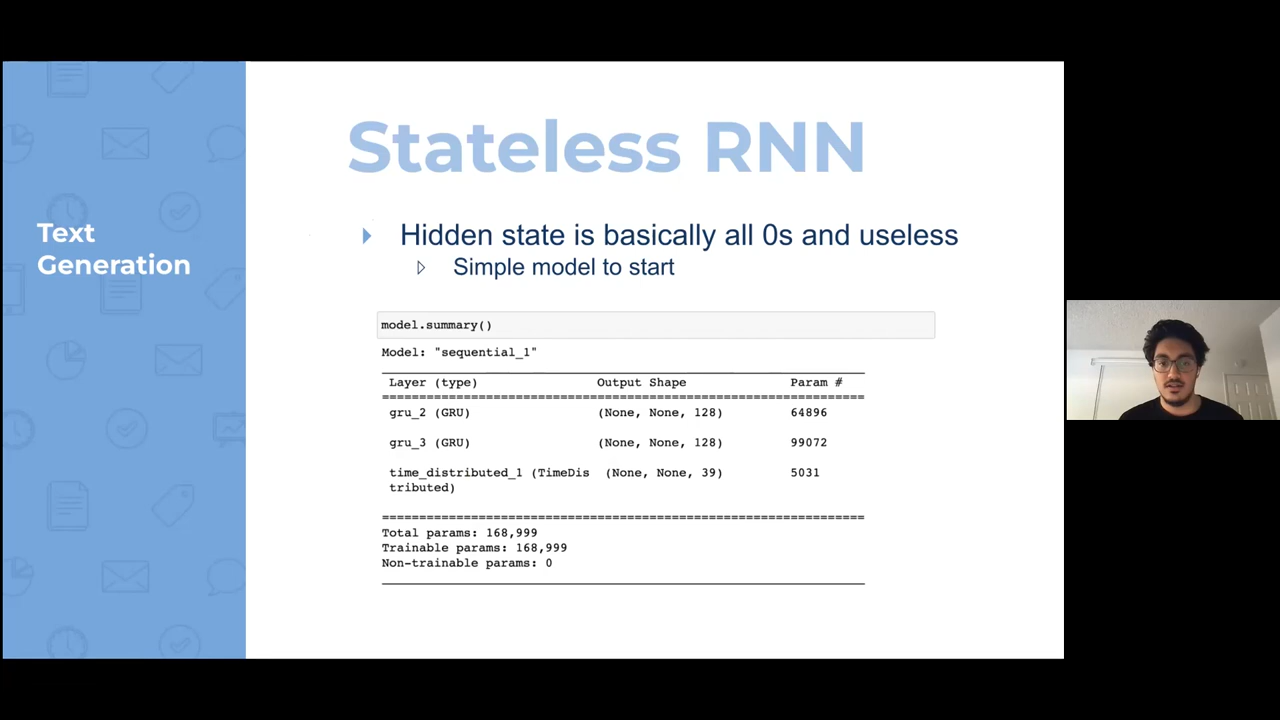 Text
Generation
Stateless RNN
Hidden state is basically all 0s and useless
Simple model to start
model.summary()
Model: "sequential_1"
Layer (type) Output Shape Param #
=================================================================
gru_2 (GRU) (None, None, 128) 64896
gru_3 (GRU) (None, None, 128) 99072
time_distributed_1 (TimeDis (None, None, 39) 5031
tributed)
=================================================================
Total params: 168,999
Trainable params: 168,999
Non-trainable params: 0